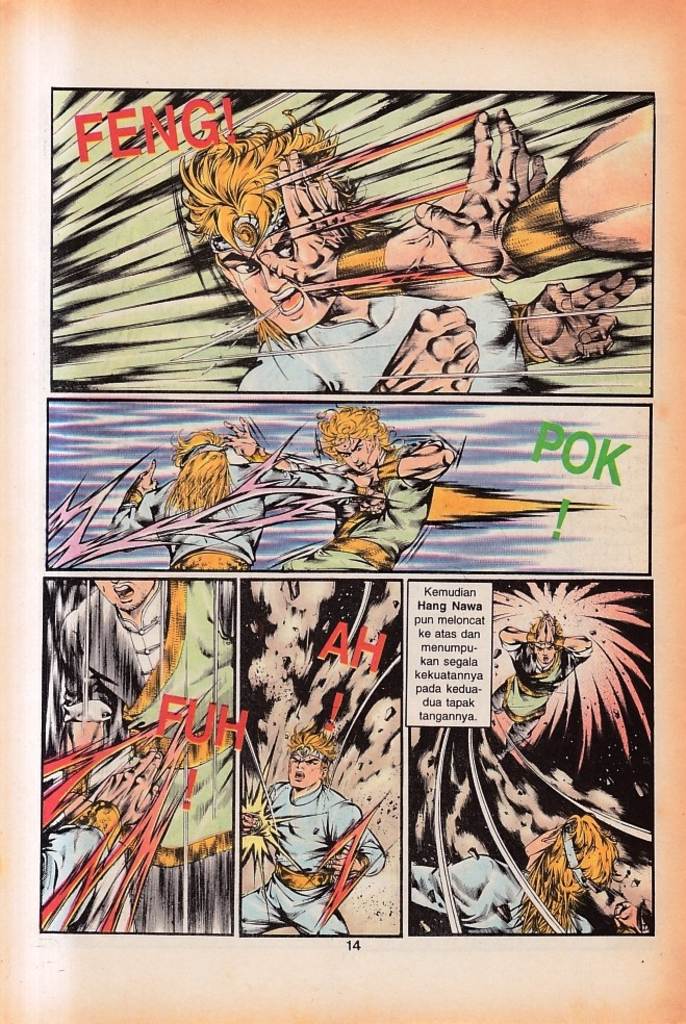 FENG!
POK
!
FUH
!
AH
!
Kemudian
Hang Nawa
pun meloncat
ke atas dan
menumpu-
kan segala
kekuatannya
pada kedua-
dua tapak
tangannya.
14